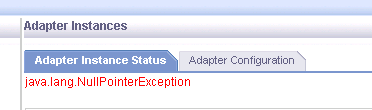 Adapter Instances
Adapter Instance Status
Adapter Configuration
java.lang.NullPointerException